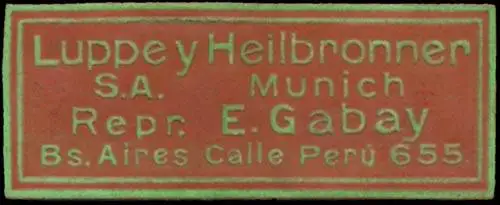 Luppe y Heilbronner
S.A. Munich
Repr. E. Gabay
Bs. Aires Calle Perú 655.